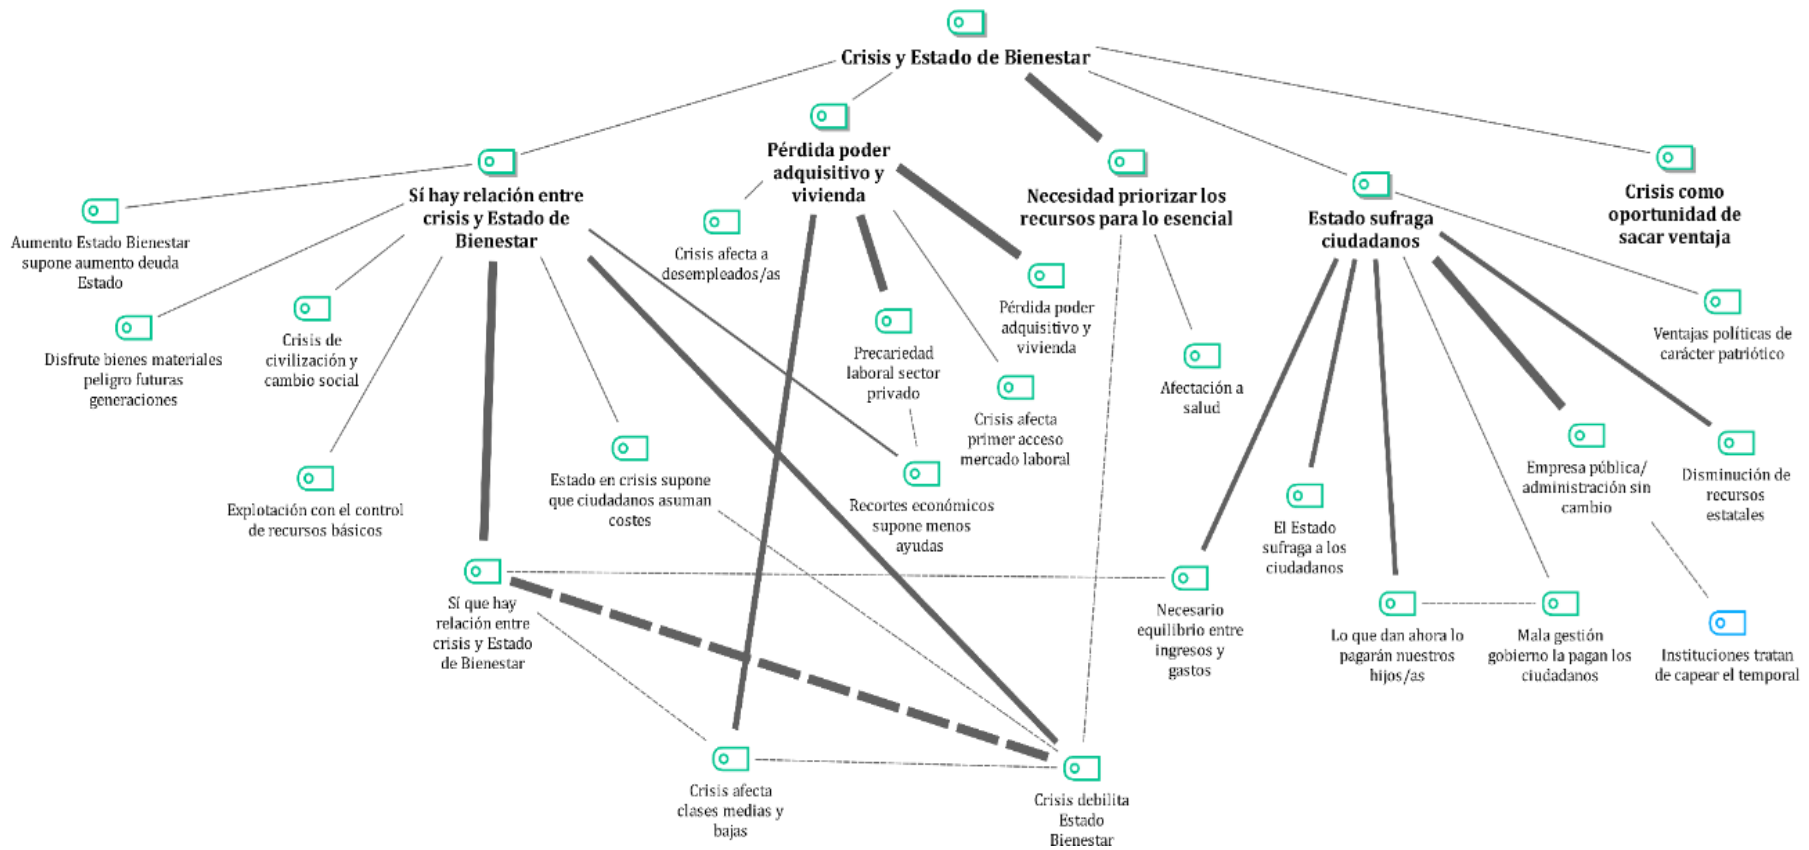 Crisis y Estado de Bienestar
Pérdida poder
adquisitivo y
vivienda
Sí hay relación entre
crisis y Estado de
Bienestar
Necesidad priorizar los
recursos para lo esencial
Estado sufraga
ciudadanos
Crisis como
oportunidad de
sacar ventaja
Aumento Estado Bienestar
supone aumento deuda
Estado
Crisis afecta a
desempleados/as
Disfrute bienes materiales
peligro futuras
generaciones
Crisis de
civilización y
cambio social
Precariedad
laboral sector
privado
Pérdida poder
adquisitivo y
vivienda
Ventajas políticas de
carácter patriótico
Afectación a
salud
Crisis afecta
primer acceso
mercado laboral
Explotación con el control
de recursos básicos
Estado en crisis supone
que ciudadanos asuman
costes
Recortes económicos
supone menos
ayudas
El Estado
sufraga a los
ciudadanos
Empresa pública/
administración sin
cambio
Disminución de
recursos
estatales
Sí que hay
relación entre
crisis y Estado
de Bienestar
Necesario
equilibrio entre
ingresos y
gastos
Lo que dan ahora lo
pagarán nuestros
hijos/as
Mala gestión
gobierno la pagan los
ciudadanos
Instituciones tratan
de capear el temporal
Crisis afecta
clases medias y
bajas
Crisis debilita
Estado
Bienestar